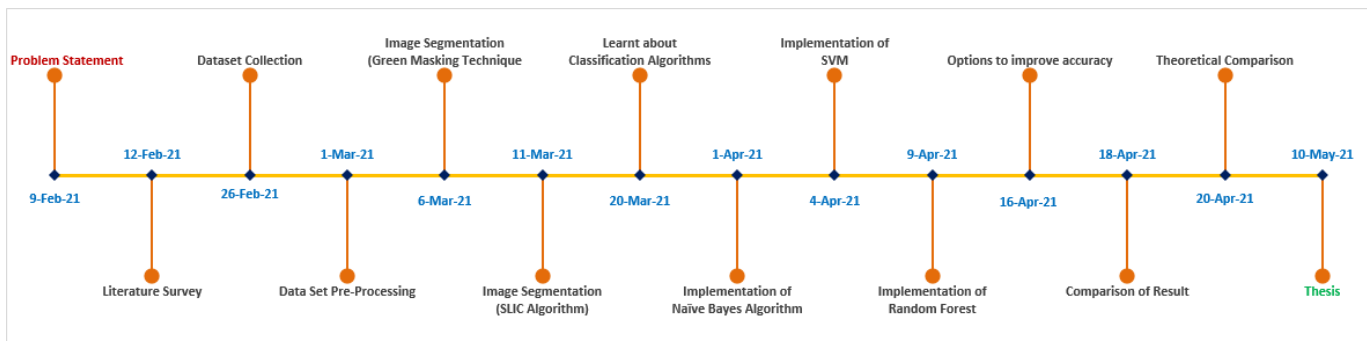 Image Segmentation
Learnt about
Implementation of
Problem Statement
Dataset Collection
(Green Masking Technique
Classification Algorithms
SVM
Options to improve accuracy
Theoretical Comparison
12-Feb-21
1-Mar-21
11-Mar-21
1-Apr-21
9-Apr-21
18-Apr-21
10-May-21
9-Feb-21
26-Feb-21
6-Mar-21
20-Mar-21
4-Apr-21
16-Apr-21
20-Apr-21
Literature Survey
Data Set Pre-Processing
Image Segmentation
(SLIC Algorithm)
Implementation of
Naïve Bayes Algorithm
Implementation of
Random Forest
Comparison of Result
Thesis